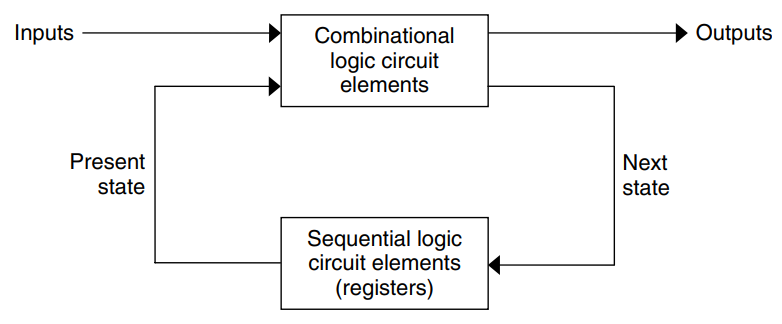 Inputs
Combinational
logic circuit
elements
Outputs
Present
state
Next
state
Sequential logic
circuit elements
(registers)